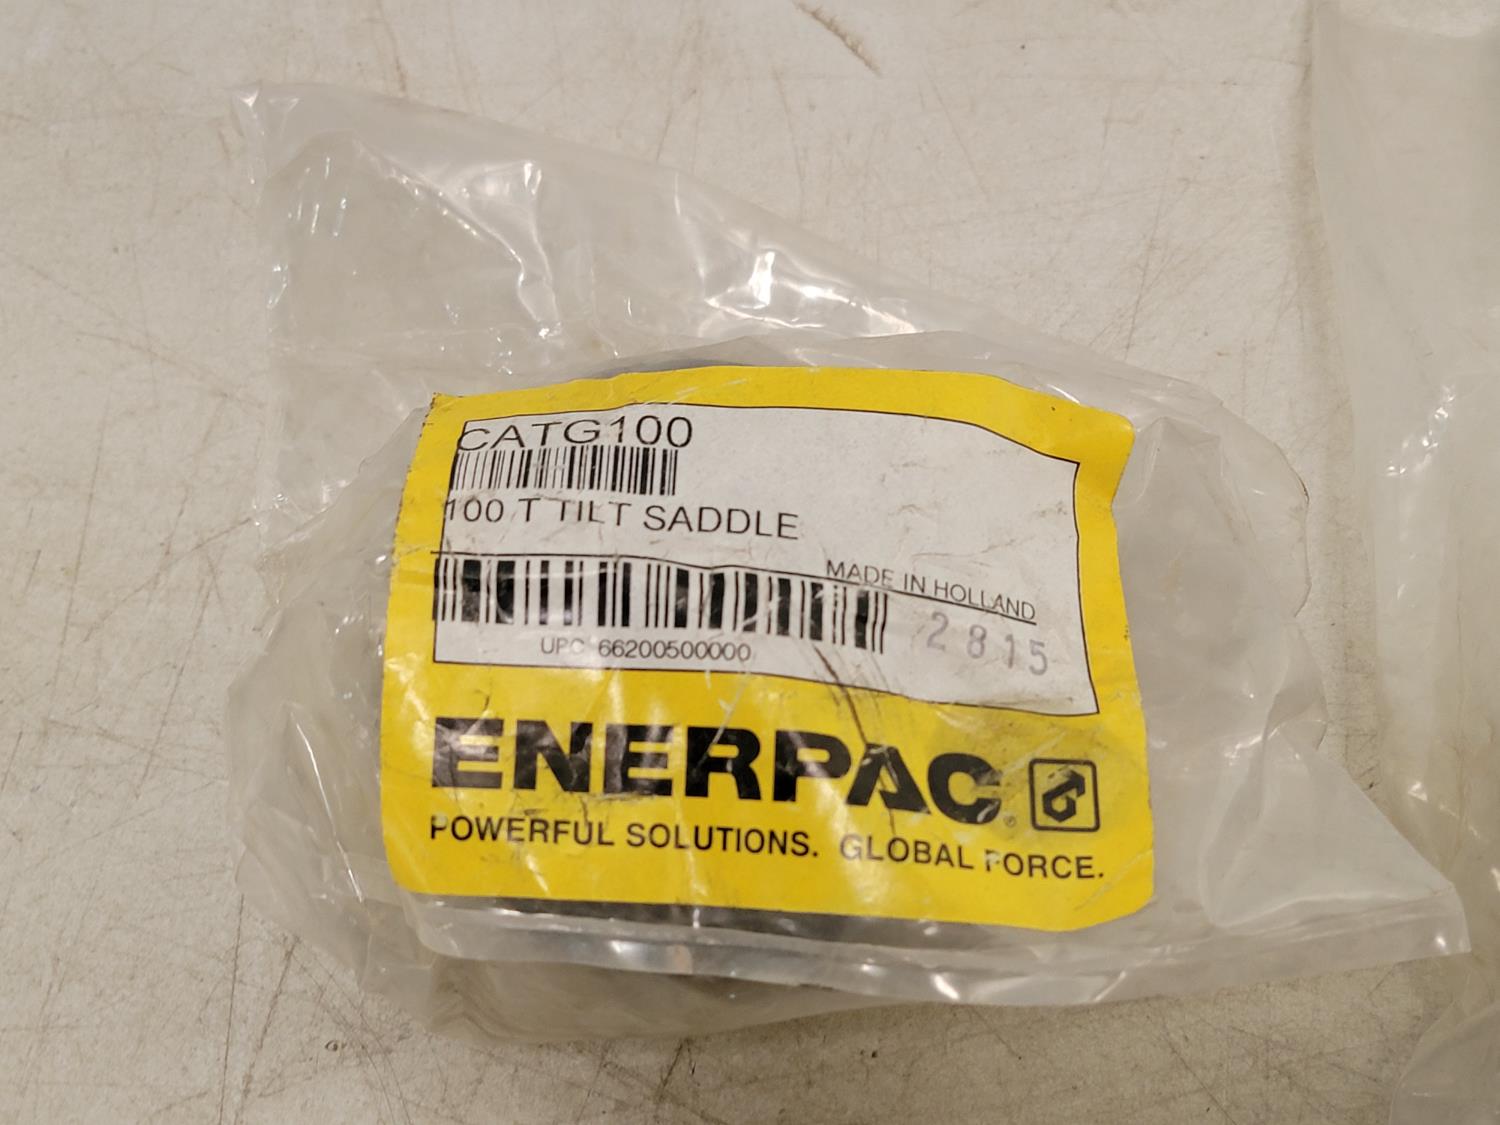 CATG100
100 T TILT SADDLE
MADE IN HOLLAND
2815
UPC 66200500000
ENERPAC®
POWERFUL SOLUTIONS. GLOBAL FORCE.